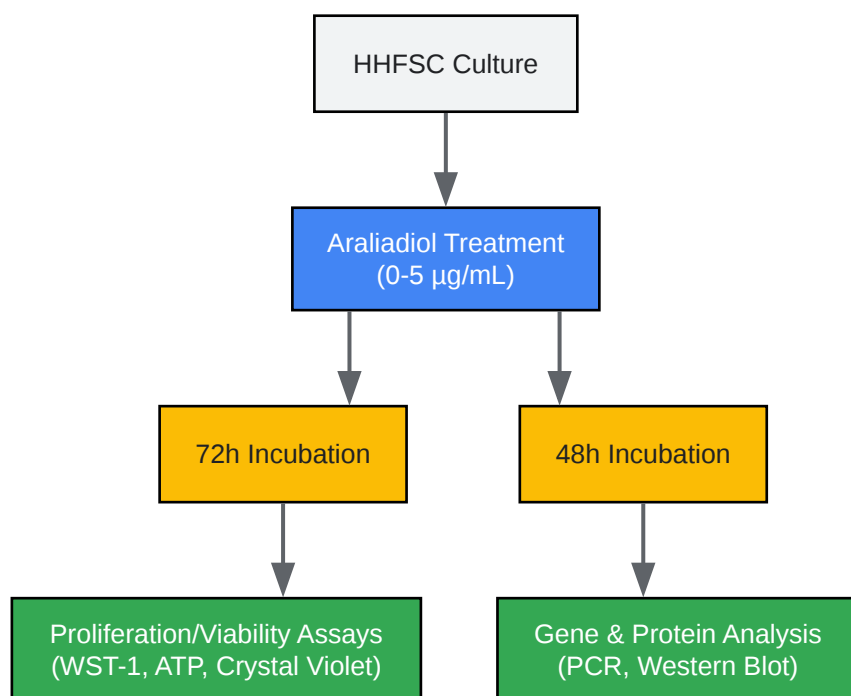 HHFSC Culture
Araliadiol Treatment
(0-5 µg/mL)
72h Incubation
48h Incubation
Proliferation/Viability Assays
(WST-1, ATP, Crystal Violet)
Gene & Protein Analysis
(PCR, Western Blot)